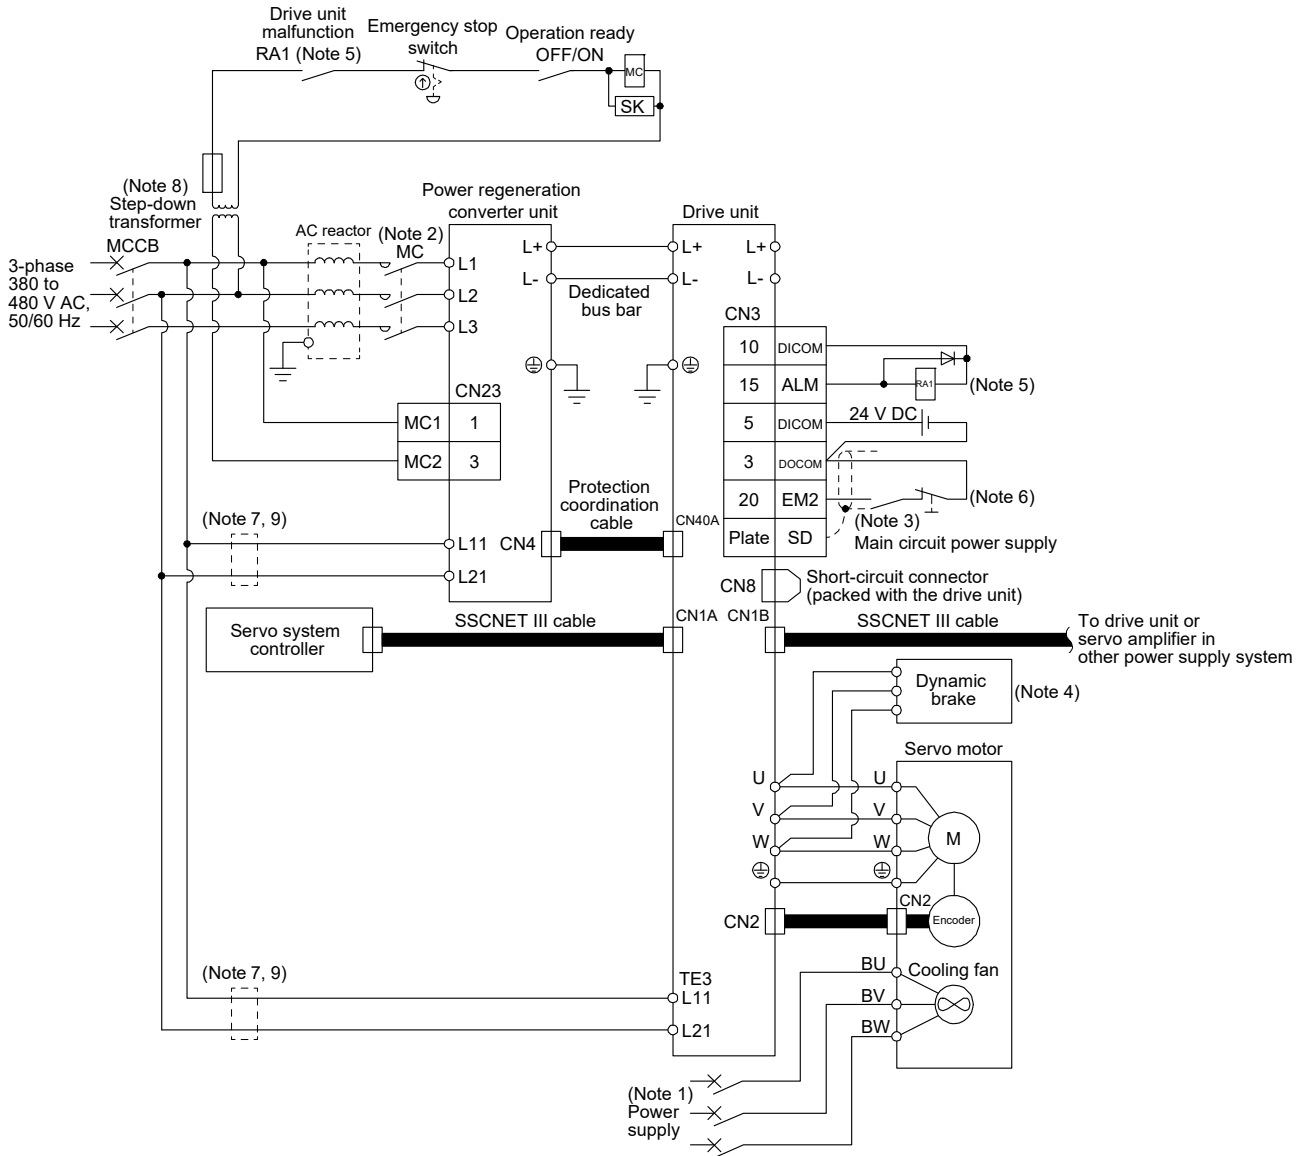 Drive unit
malfunction
RA1 (Note 5)
Emergency stop
switch
Operation ready
OFF/ON
MC
SK
(Note 8)
Step-down
transformer
MCCB
3-phase
380 to
480 V AC,
50/60 Hz
AC reactor
(Note 2)
MC
Power regeneration
converter unit
L+
L-
L1
L2
L3
Dedicated
bus bar
Drive unit
L+
L-
L+
L-
CN3
10 DICOM
15 ALM
5 DICOM
3 DOCOM
20 EM2
Plate SD
RA1
(Note 5)
24 V DC
(Note 6)
(Note 3)
Main circuit power supply
CN23
MC1 1
MC2 3
Protection
coordination
cable
CN4
CN40A
(Note 7, 9)
L11
L21
CN8
Short-circuit connector
(packed with the drive unit)
Servo system
controller
SSCNET III cable
CN1A
CN1B
SSCNET III cable
To drive unit or
servo amplifier in
other power supply system
Dynamic
brake
(Note 4)
Servo motor
U
V
W
U
V
W
M
CN2
CN2
Encoder
(Note 7, 9)
TE3
L11
L21
BU
BV
BW
Cooling fan
(Note 1)
Power
supply